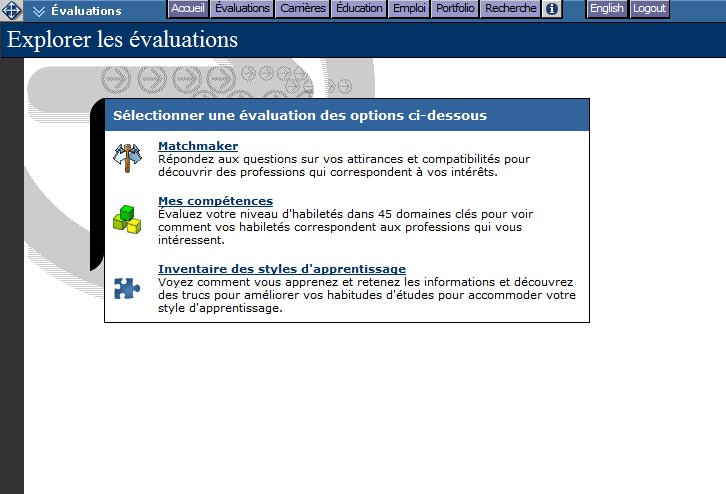 Évaluations
Accueil Évaluations Carrières Éducation Emploi Portfolio Recherche English Logout
Explorer les évaluations
Sélectionner une évaluation des options ci-dessous
Matchmaker
Répondez aux questions sur vos attirances et compatibilités pour
découvrir des professions qui correspondent à vos intérêts.
Mes compétences
Évaluez votre niveau d'habiletés dans 45 domaines clés pour voir
comment vos habiletés correspondent aux professions qui vous
intéressent.
Inventaire des styles d'apprentissage
Voyez comment vous apprenez et retenez les informations et découvrez
des trucs pour améliorer vos habitudes d'études pour accommoder votre
style d'apprentissage.